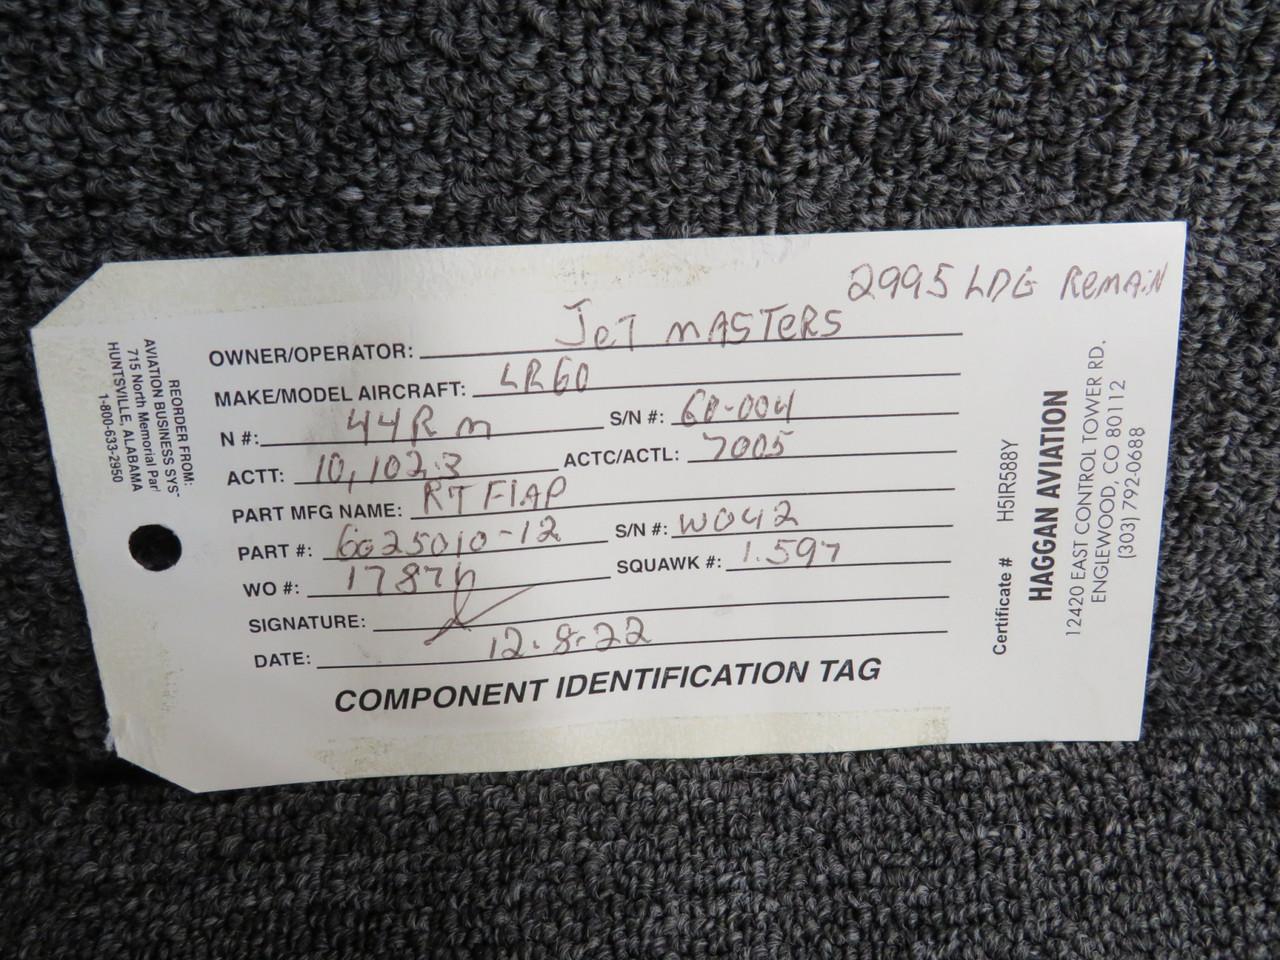 2995 LDG Remain
OWNER/OPERATOR: Jet MASTeRS
MAKE/MODEL AIRCRAFT: LR60
N #: 44Rm S/N #: 60-004
ACTT: 10,102.3 ACTC/ACTL: 7005
PART MFG NAME: RT FlAP
PART #: 6025010-12 S/N #: W042
WO #: S
SQUAWK #: 1.597
SIGNATURE:
DATE: 12.8.22
COMPONENT IDENTIFICATION TAG
REORDER FROM:
AVIATION BUSINESS SYS
715 North Memorial Par
HUNTSVILLE, ALABAMA
1-800-633-2950
Certificate # H5IR588Y
HAGGAN AVIATION
12420 EAST CONTROL TOWER RD.
ENGLEWOOD, CO 80112
(303) 792-0688